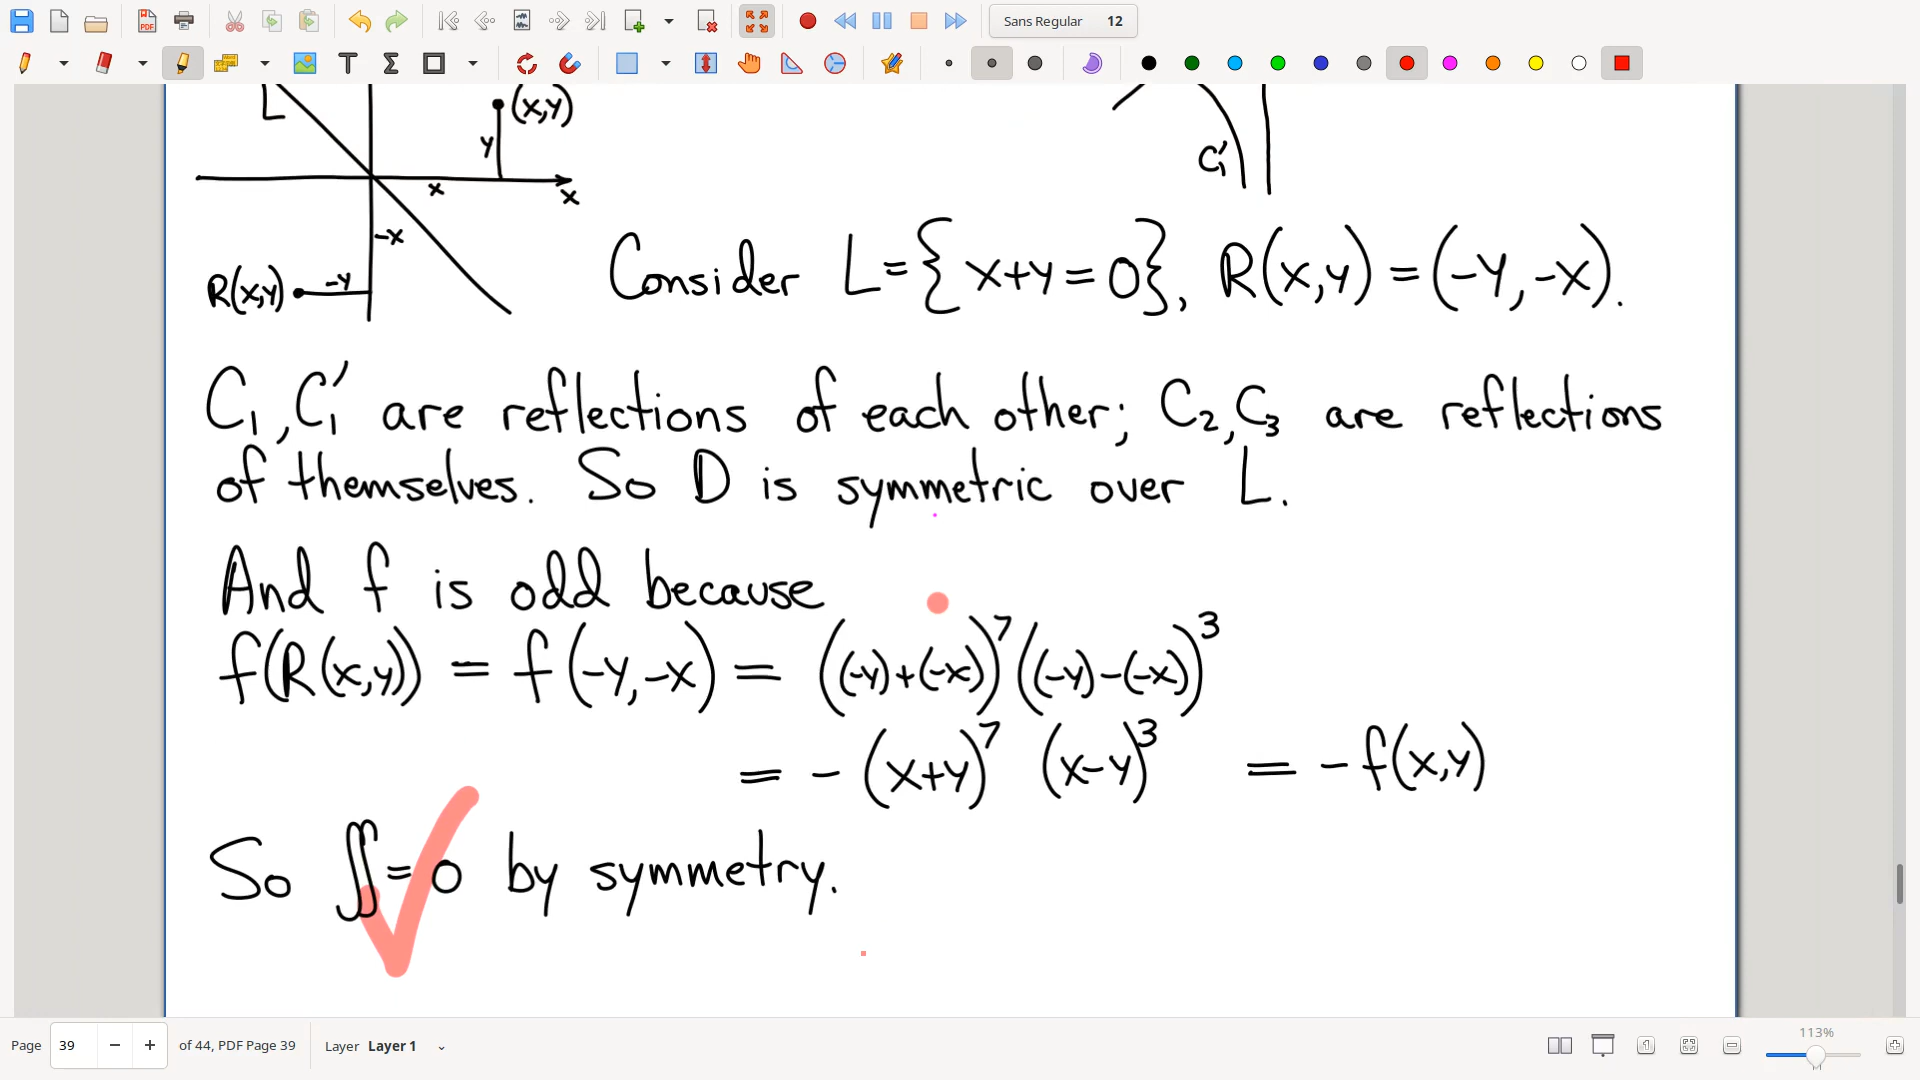 Sans Regular 12
L
(x,y)
y
x
x
-x
C₁'
R(x,y)
-y
Consider L={x+y=0}, R(x,y)=(-y,-x).
C₁,C₁' are reflections of each other; C₂,C₃ are reflections
of themselves. So D is symmetric over L.
And f is odd because
f(R(x,y)) = f(-y,-x) = ((-y)+(-x))⁷((-y)-(-x))³
= -(x+y)⁷ (x-y)³ = -f(x,y)
So ∬=0 by symmetry.
Page 39 of 44, PDF Page 39 Layer Layer 1 113%